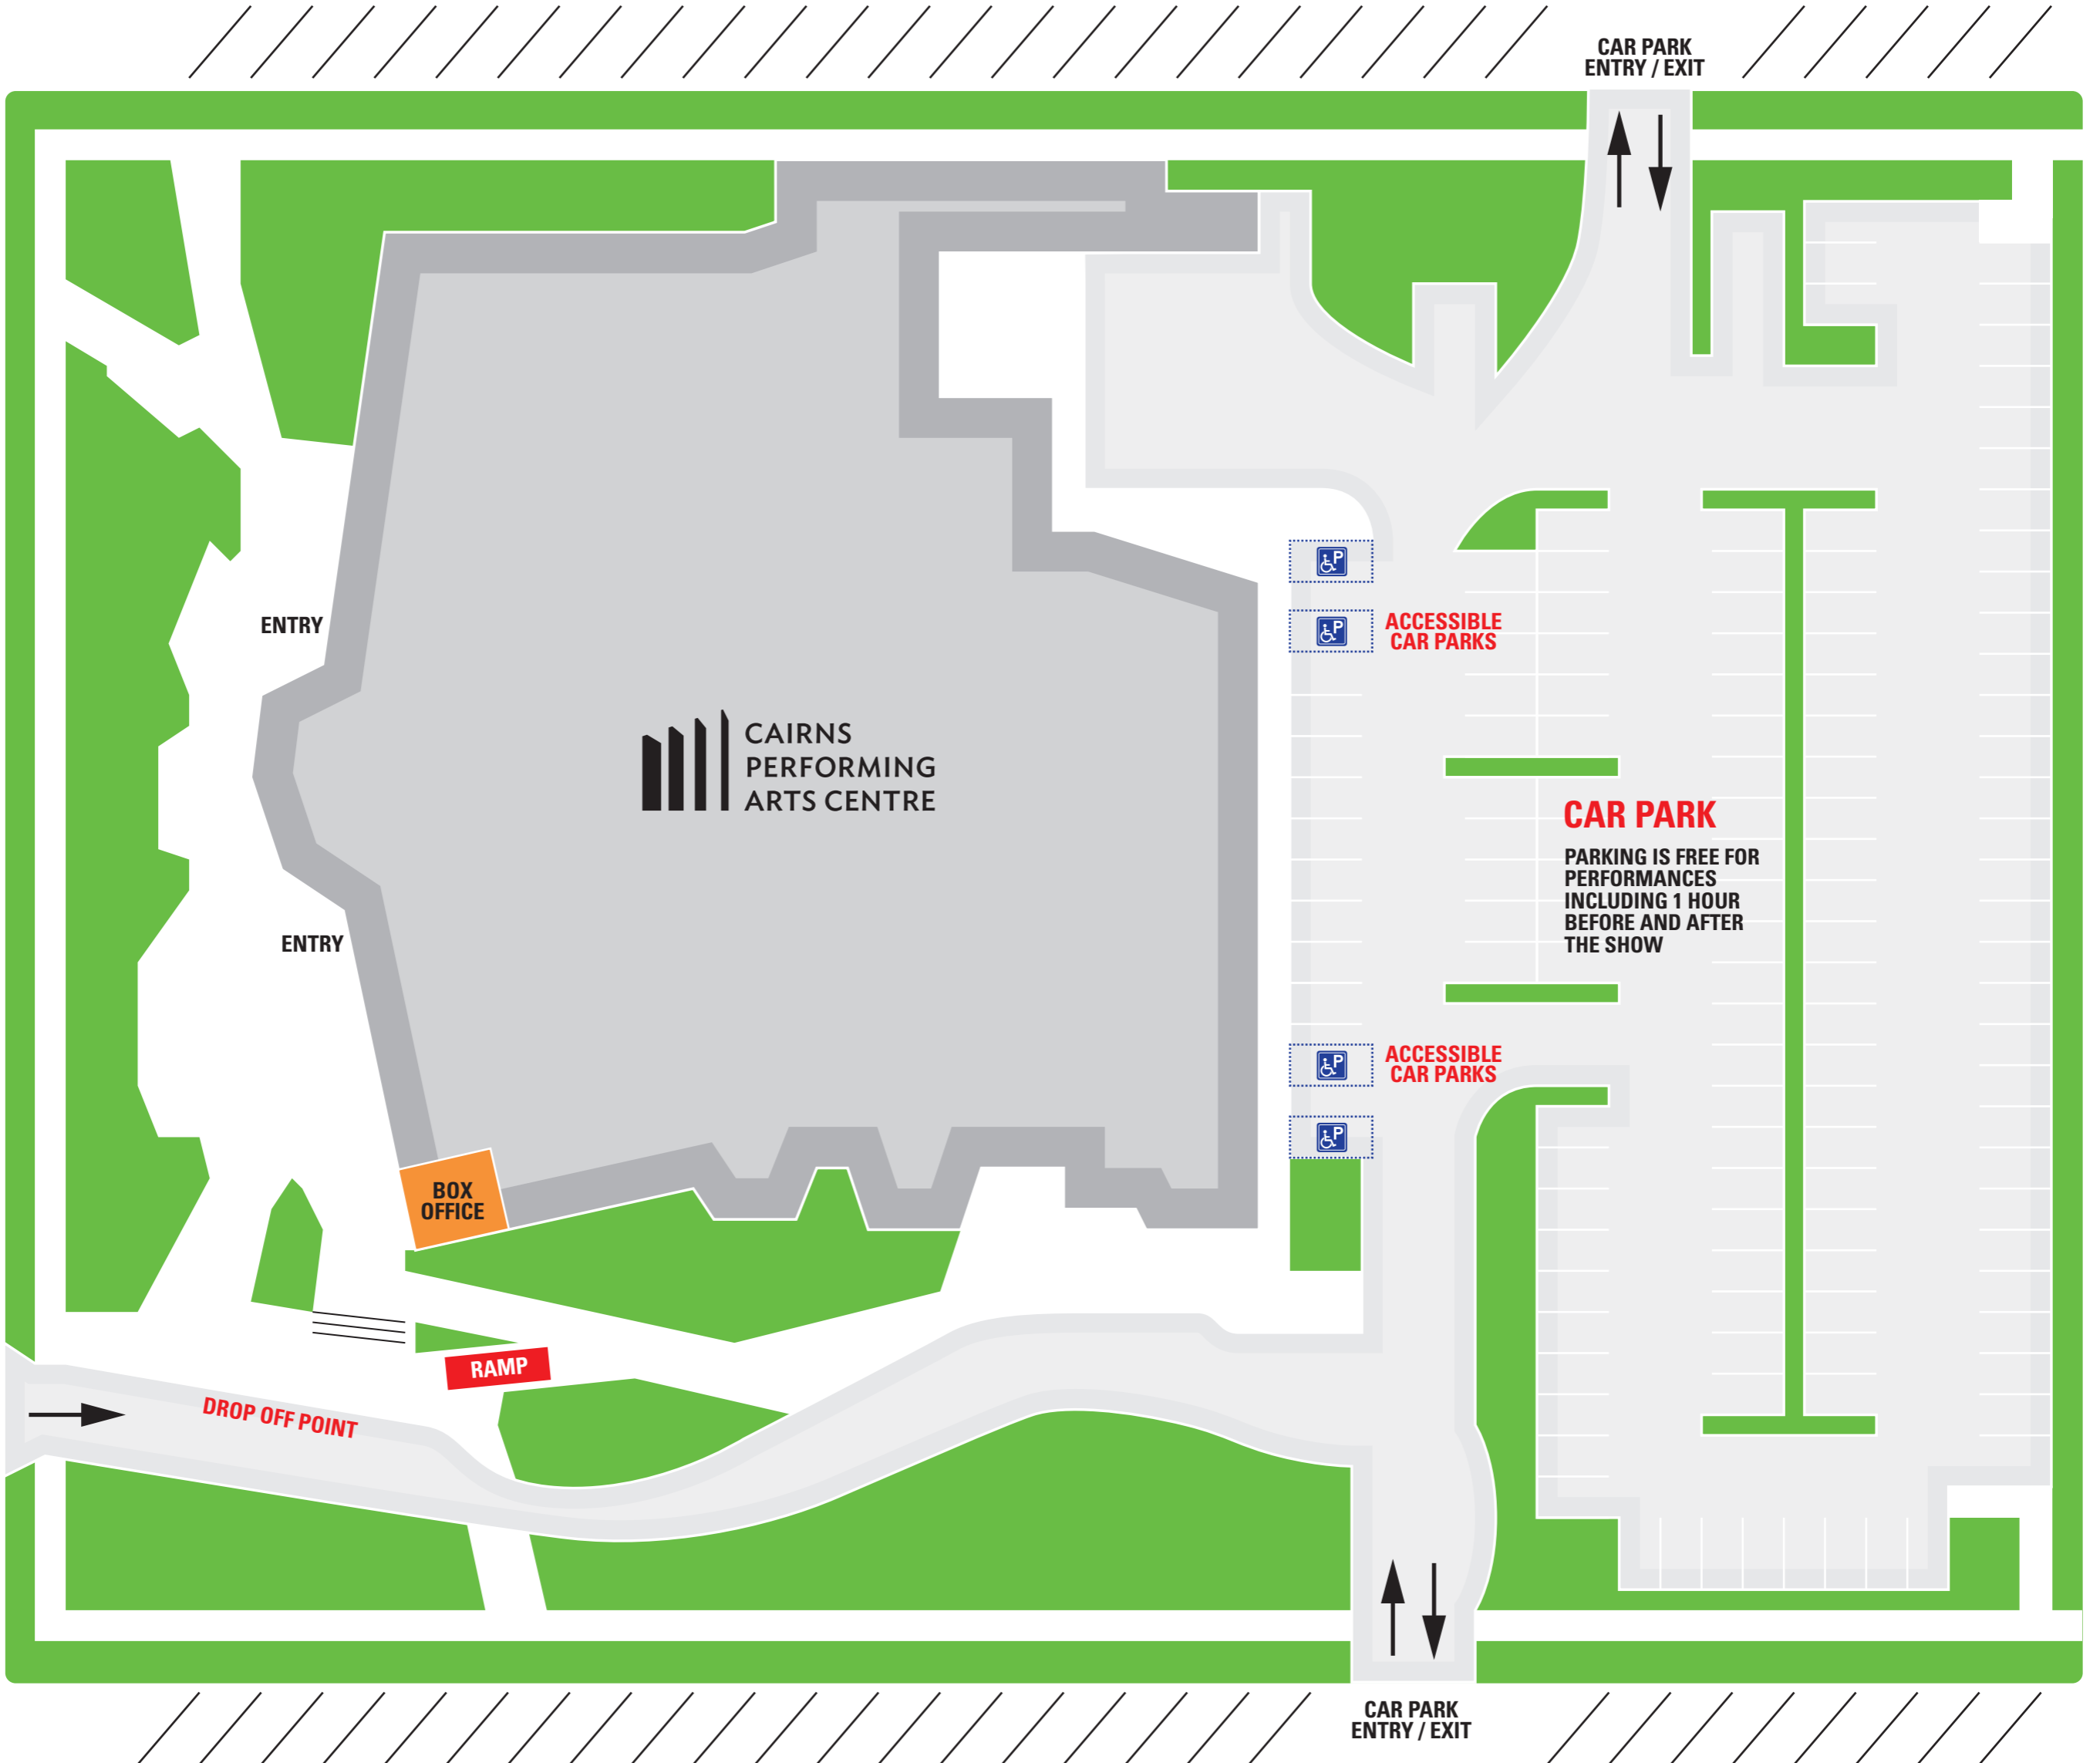 CAR PARK
ENTRY / EXIT
ENTRY
P
P
ACCESSIBLE
CAR PARKS
CAIRNS
PERFORMING
ARTS CENTRE
CAR PARK
PARKING IS FREE FOR
PERFORMANCES
INCLUDING 1 HOUR
BEFORE AND AFTER
THE SHOW
ENTRY
P
ACCESSIBLE
CAR PARKS
P
BOX
OFFICE
RAMP
DROP OFF POINT
CAR PARK
ENTRY / EXIT